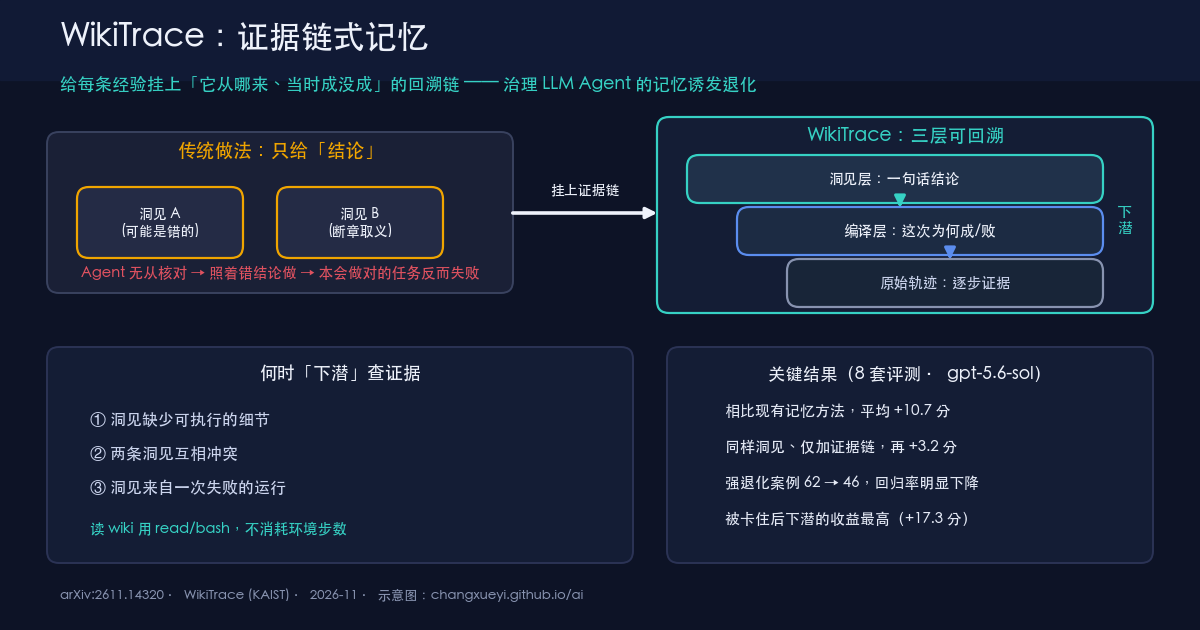 WikiTrace：证据链式记忆
给每条经验挂上「它从哪来、当时成没成」的回溯链 —— 治理 LLM Agent 的记忆诱发退化
传统做法：只给「结论」
洞见 A
(可能是错的)
洞见 B
(断章取义)
Agent 无从核对 → 照着错结论做 → 本会做对的任务反而失败
挂上证据链
WikiTrace：三层可回溯
洞见层：一句话结论
编译层：这次为何成/败
原始轨迹：逐步证据
下
潜
何时「下潜」查证据
① 洞见缺少可执行的细节
② 两条洞见互相冲突
③ 洞见来自一次失败的运行
读 wiki 用 read/bash，不消耗环境步数
关键结果（8 套评测 · gpt-5.6-sol）
相比现有记忆方法，平均 +10.7 分
同样洞见、仅加证据链，再 +3.2 分
强退化案例 62 → 46，回归率明显下降
被卡住后下潜的收益最高（+17.3 分）
arXiv:2611.14320 · WikiTrace (KAIST) · 2026-11 · 示意图：changxueyi.github.io/ai